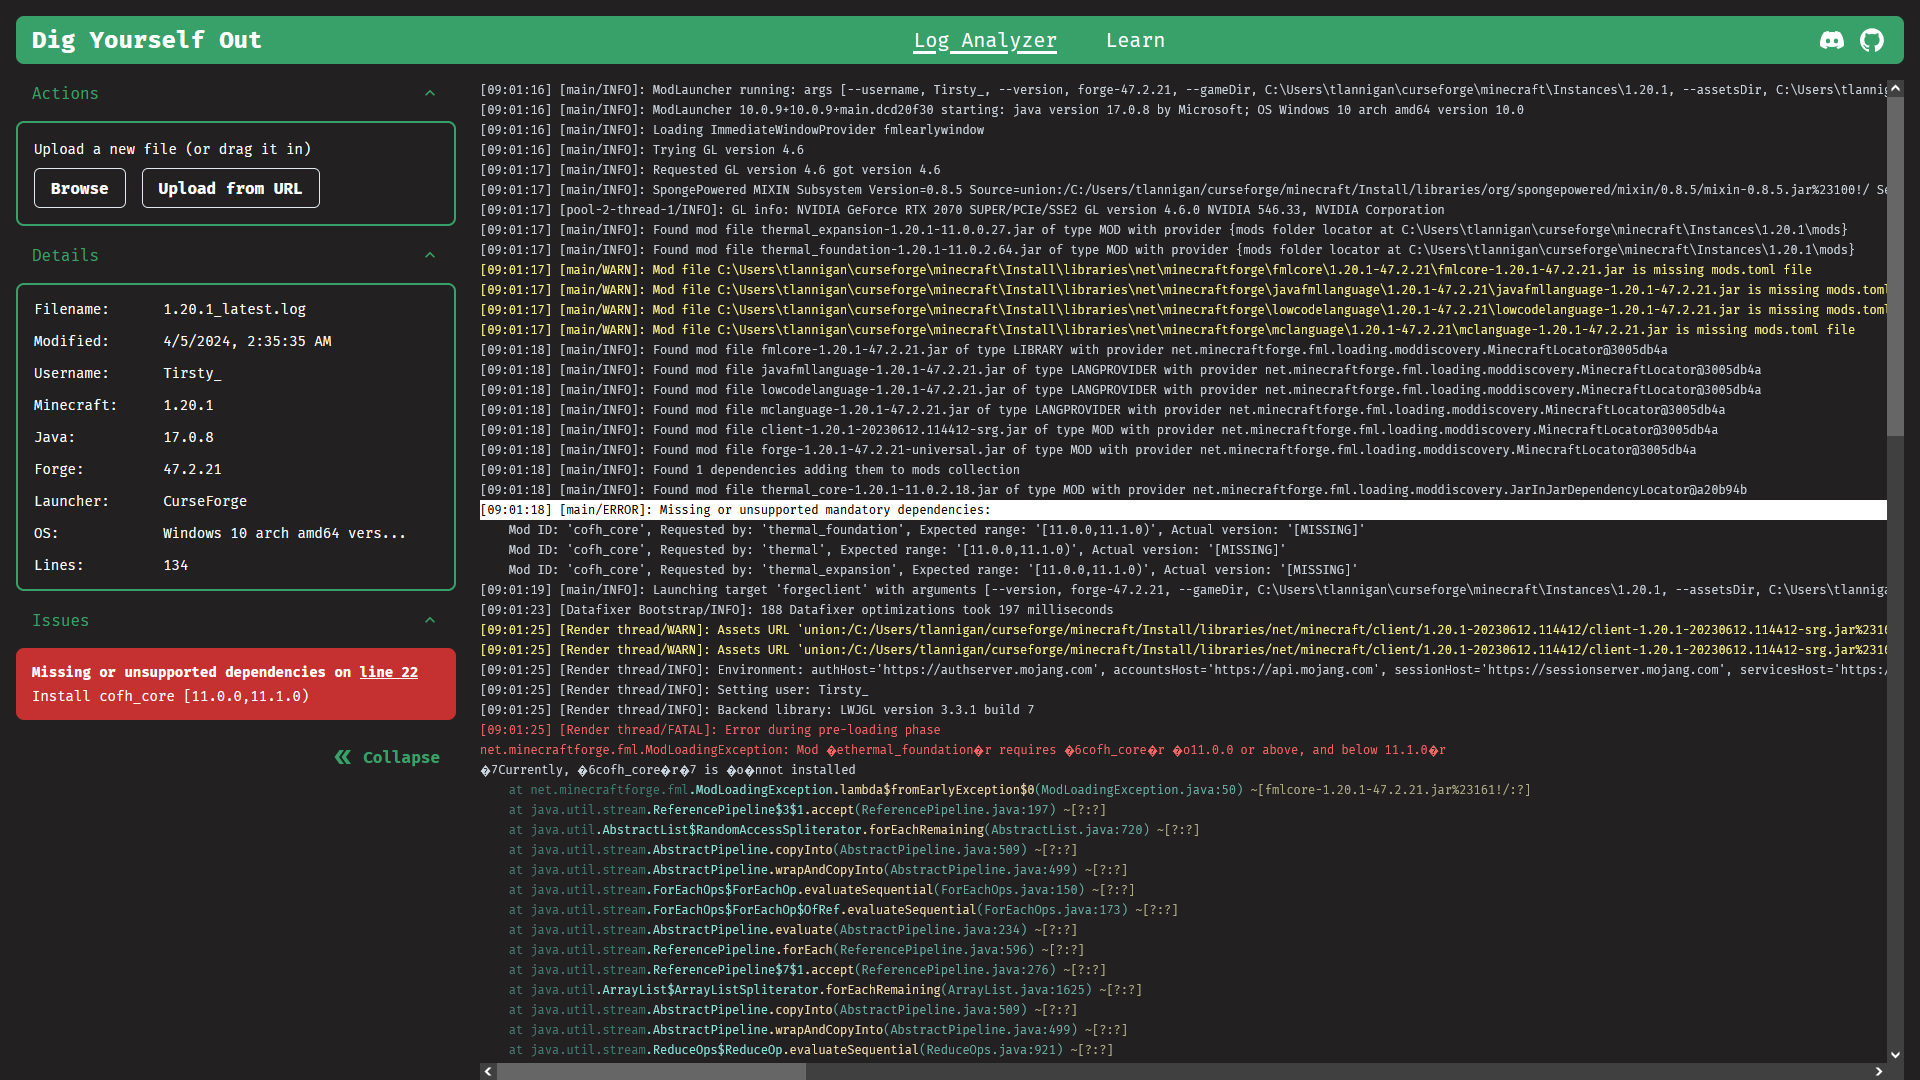 Dig Yourself Out
Log Analyzer
Learn
Actions
Upload a new file (or drag it in)
Browse
Upload from URL
Details
Filename: 1.20.1_latest.log
Modified: 4/5/2024, 2:35:35 AM
Username: Tirsty_
Minecraft: 1.20.1
Java: 17.0.8
Forge: 47.2.21
Launcher: CurseForge
OS: Windows 10 arch amd64 vers...
Lines: 134
Issues
Missing or unsupported dependencies on line 22
Install cofh_core [11.0.0,11.1.0)
Collapse
[09:01:16] [main/INFO]: ModLauncher running: args [--username, Tirsty_, --version, forge-47.2.21, --gameDir, C:\Users\tlannigan\curseforge\minecraft\Instances\1.20.1, --assetsDir, C:\Users\tlannig
[09:01:16] [main/INFO]: ModLauncher 10.0.9+10.0.9+main.dcd20f30 starting: java version 17.0.8 by Microsoft; OS Windows 10 arch amd64 version 10.0
[09:01:16] [main/INFO]: Loading ImmediateWindowProvider fmlearlywindow
[09:01:16] [main/INFO]: Trying GL version 4.6
[09:01:17] [main/INFO]: Requested GL version 4.6 got version 4.6
[09:01:17] [main/INFO]: SpongePowered MIXIN Subsystem Version=0.8.5 Source=union:/C:/Users/tlannigan/curseforge/minecraft/Install/libraries/org/spongepowered/mixin/0.8.5/mixin-0.8.5.jar%23100!/ Se
[09:01:17] [pool-2-thread-1/INFO]: GL info: NVIDIA GeForce RTX 2070 SUPER/PCIe/SSE2 GL version 4.6.0 NVIDIA 546.33, NVIDIA Corporation
[09:01:17] [main/INFO]: Found mod file thermal_expansion-1.20.1-11.0.0.27.jar of type MOD with provider {mods folder locator at C:\Users\tlannigan\curseforge\minecraft\Instances\1.20.1\mods}
[09:01:17] [main/INFO]: Found mod file thermal_foundation-1.20.1-11.0.2.64.jar of type MOD with provider {mods folder locator at C:\Users\tlannigan\curseforge\minecraft\Instances\1.20.1\mods}
[09:01:17] [main/WARN]: Mod file C:\Users\tlannigan\curseforge\minecraft\Install\libraries\net\minecraftforge\fmlcore\1.20.1-47.2.21\fmlcore-1.20.1-47.2.21.jar is missing mods.toml file
[09:01:17] [main/WARN]: Mod file C:\Users\tlannigan\curseforge\minecraft\Install\libraries\net\minecraftforge\javafmllanguage\1.20.1-47.2.21\javafmllanguage-1.20.1-47.2.21.jar is missing mods.toml
[09:01:17] [main/WARN]: Mod file C:\Users\tlannigan\curseforge\minecraft\Install\libraries\net\minecraftforge\lowcodelanguage\1.20.1-47.2.21\lowcodelanguage-1.20.1-47.2.21.jar is missing mods.toml
[09:01:17] [main/WARN]: Mod file C:\Users\tlannigan\curseforge\minecraft\Install\libraries\net\minecraftforge\mclanguage\1.20.1-47.2.21\mclanguage-1.20.1-47.2.21.jar is missing mods.toml file
[09:01:18] [main/INFO]: Found mod file fmlcore-1.20.1-47.2.21.jar of type LIBRARY with provider net.minecraftforge.fml.loading.moddiscovery.MinecraftLocator@3005db4a
[09:01:18] [main/INFO]: Found mod file javafmllanguage-1.20.1-47.2.21.jar of type LANGPROVIDER with provider net.minecraftforge.fml.loading.moddiscovery.MinecraftLocator@3005db4a
[09:01:18] [main/INFO]: Found mod file lowcodelanguage-1.20.1-47.2.21.jar of type LANGPROVIDER with provider net.minecraftforge.fml.loading.moddiscovery.MinecraftLocator@3005db4a
[09:01:18] [main/INFO]: Found mod file mclanguage-1.20.1-47.2.21.jar of type LANGPROVIDER with provider net.minecraftforge.fml.loading.moddiscovery.MinecraftLocator@3005db4a
[09:01:18] [main/INFO]: Found mod file client-1.20.1-20230612.114412-srg.jar of type MOD with provider net.minecraftforge.fml.loading.moddiscovery.MinecraftLocator@3005db4a
[09:01:18] [main/INFO]: Found mod file forge-1.20.1-47.2.21-universal.jar of type MOD with provider net.minecraftforge.fml.loading.moddiscovery.MinecraftLocator@3005db4a
[09:01:18] [main/INFO]: Found 1 dependencies adding them to mods collection
[09:01:18] [main/INFO]: Found mod file thermal_core-1.20.1-11.0.2.18.jar of type MOD with provider net.minecraftforge.fml.loading.moddiscovery.JarInJarDependencyLocator@a20b94b
[09:01:18] [main/ERROR]: Missing or unsupported mandatory dependencies:
Mod ID: 'cofh_core', Requested by: 'thermal_foundation', Expected range: '[11.0.0,11.1.0)', Actual version: '[MISSING]'
Mod ID: 'cofh_core', Requested by: 'thermal', Expected range: '[11.0.0,11.1.0)', Actual version: '[MISSING]'
Mod ID: 'cofh_core', Requested by: 'thermal_expansion', Expected range: '[11.0.0,11.1.0)', Actual version: '[MISSING]'
[09:01:19] [main/INFO]: Launching target 'forgeclient' with arguments [--version, forge-47.2.21, --gameDir, C:\Users\tlannigan\curseforge\minecraft\Instances\1.20.1, --assetsDir, C:\Users\tlanniga
[09:01:23] [Datafixer Bootstrap/INFO]: 188 Datafixer optimizations took 197 milliseconds
[09:01:25] [Render thread/WARN]: Assets URL 'union:/C:/Users/tlannigan/curseforge/minecraft/Install/libraries/net/minecraft/client/1.20.1-20230612.114412/client-1.20.1-20230612.114412-srg.jar%2316
[09:01:25] [Render thread/WARN]: Assets URL 'union:/C:/Users/tlannigan/curseforge/minecraft/Install/libraries/net/minecraft/client/1.20.1-20230612.114412/client-1.20.1-20230612.114412-srg.jar%2316
[09:01:25] [Render thread/INFO]: Environment: authHost='https://authserver.mojang.com', accountsHost='https://api.mojang.com', sessionHost='https://sessionserver.mojang.com', servicesHost='https:/
[09:01:25] [Render thread/INFO]: Setting user: Tirsty_
[09:01:25] [Render thread/INFO]: Backend library: LWJGL version 3.3.1 build 7
[09:01:25] [Render thread/FATAL]: Error during pre-loading phase
net.minecraftforge.fml.ModLoadingException: Mod �ethermal_foundation�r requires �6cofh_core�r �o11.0.0 or above, and below 11.1.0�r
�7Currently, �6cofh_core�r�7 is �o�nnot installed
at net.minecraftforge.fml.ModLoadingException.lambda$fromEarlyException$0(ModLoadingException.java:50) ~[fmlcore-1.20.1-47.2.21.jar%23161!/:?]
at java.util.stream.ReferencePipeline$3$1.accept(ReferencePipeline.java:197) ~[?:?]
at java.util.AbstractList$RandomAccessSpliterator.forEachRemaining(AbstractList.java:720) ~[?:?]
at java.util.stream.AbstractPipeline.copyInto(AbstractPipeline.java:509) ~[?:?]
at java.util.stream.AbstractPipeline.wrapAndCopyInto(AbstractPipeline.java:499) ~[?:?]
at java.util.stream.ForEachOps$ForEachOp.evaluateSequential(ForEachOps.java:150) ~[?:?]
at java.util.stream.ForEachOps$ForEachOp$OfRef.evaluateSequential(ForEachOps.java:173) ~[?:?]
at java.util.stream.AbstractPipeline.evaluate(AbstractPipeline.java:234) ~[?:?]
at java.util.stream.ReferencePipeline.forEach(ReferencePipeline.java:596) ~[?:?]
at java.util.stream.ReferencePipeline$7$1.accept(ReferencePipeline.java:276) ~[?:?]
at java.util.ArrayList$ArrayListSpliterator.forEachRemaining(ArrayList.java:1625) ~[?:?]
at java.util.stream.AbstractPipeline.copyInto(AbstractPipeline.java:509) ~[?:?]
at java.util.stream.AbstractPipeline.wrapAndCopyInto(AbstractPipeline.java:499) ~[?:?]
at java.util.stream.ReduceOps$ReduceOp.evaluateSequential(ReduceOps.java:921) ~[?:?]